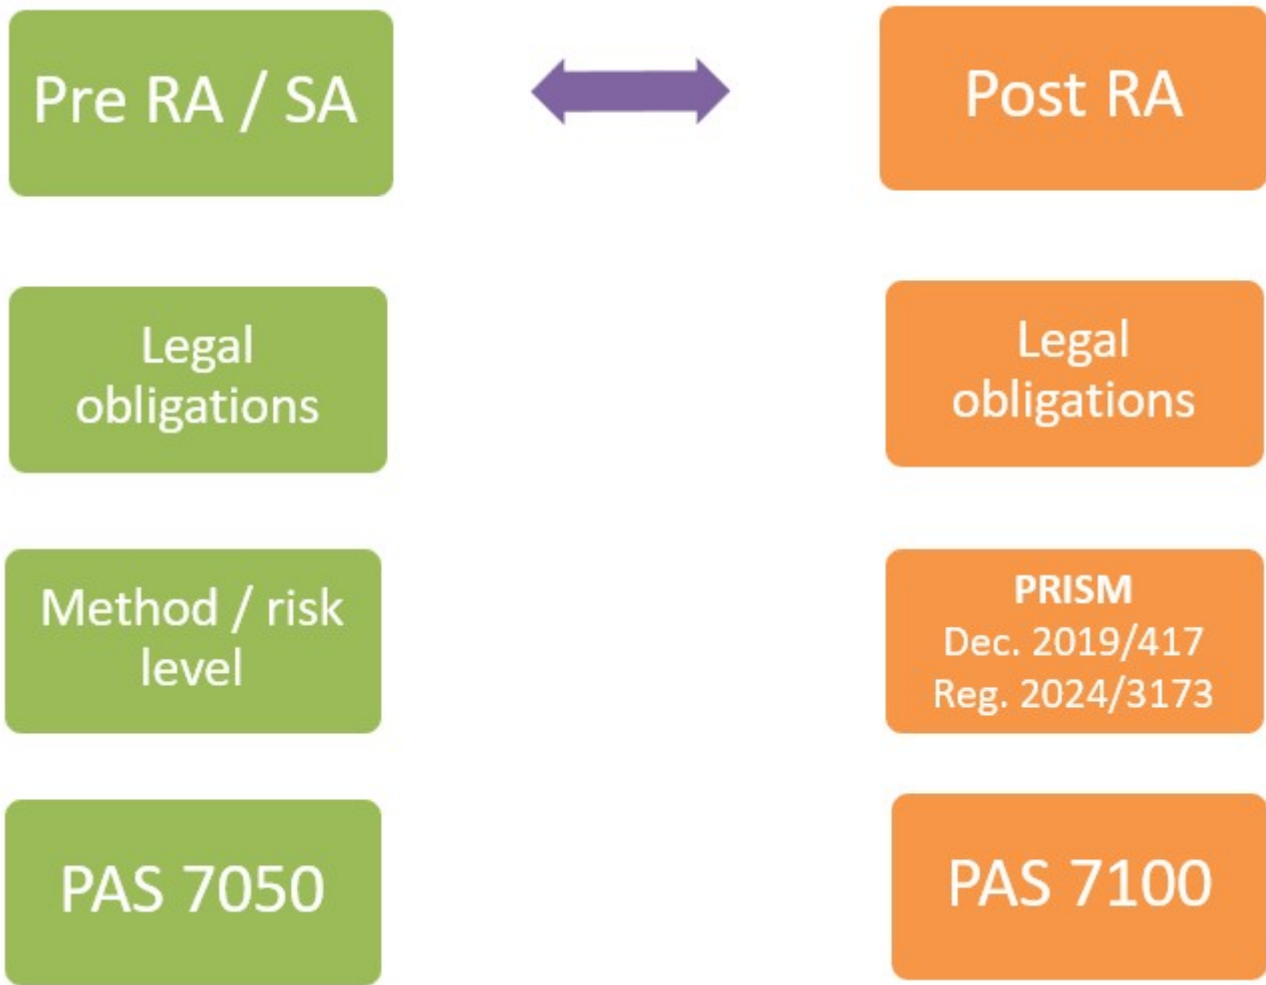 Pre RA / SA
Post RA
Legal
obligations
Legal
obligations
Method / risk
level
PRISM
Dec. 2019/417
Reg. 2024/3173
PAS 7050
PAS 7100